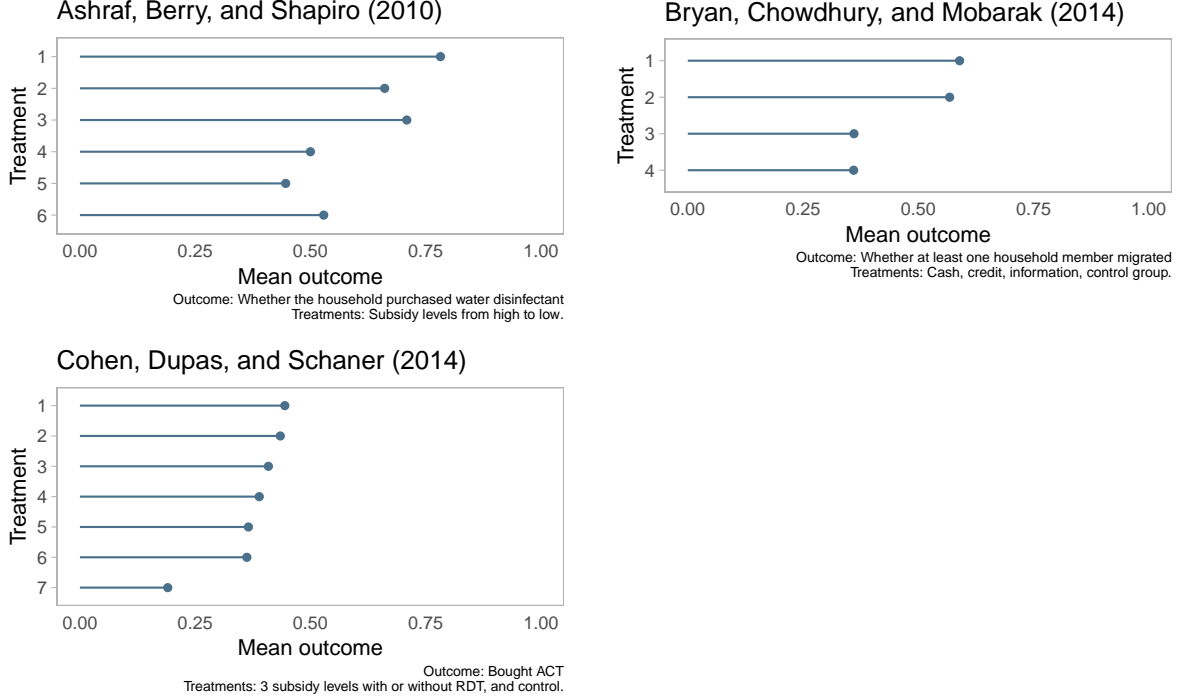 Ashraf, Berry, and Shapiro (2010)
Treatment
1
2
3
4
5
6
0.00 0.25 0.50 0.75 1.00
Mean outcome
Outcome: Whether the household purchased water disinfectant
Treatments: Subsidy levels from high to low.
Bryan, Chowdhury, and Mobarak (2014)
Treatment
1
2
3
4
0.00 0.25 0.50 0.75 1.00
Mean outcome
Outcome: Whether at least one household member migrated
Treatments: Cash, credit, information, control group.
Cohen, Dupas, and Schaner (2014)
Treatment
1
2
3
4
5
6
7
0.00 0.25 0.50 0.75 1.00
Mean outcome
Outcome: Bought ACT
Treatments: 3 subsidy levels with or without RDT, and control.